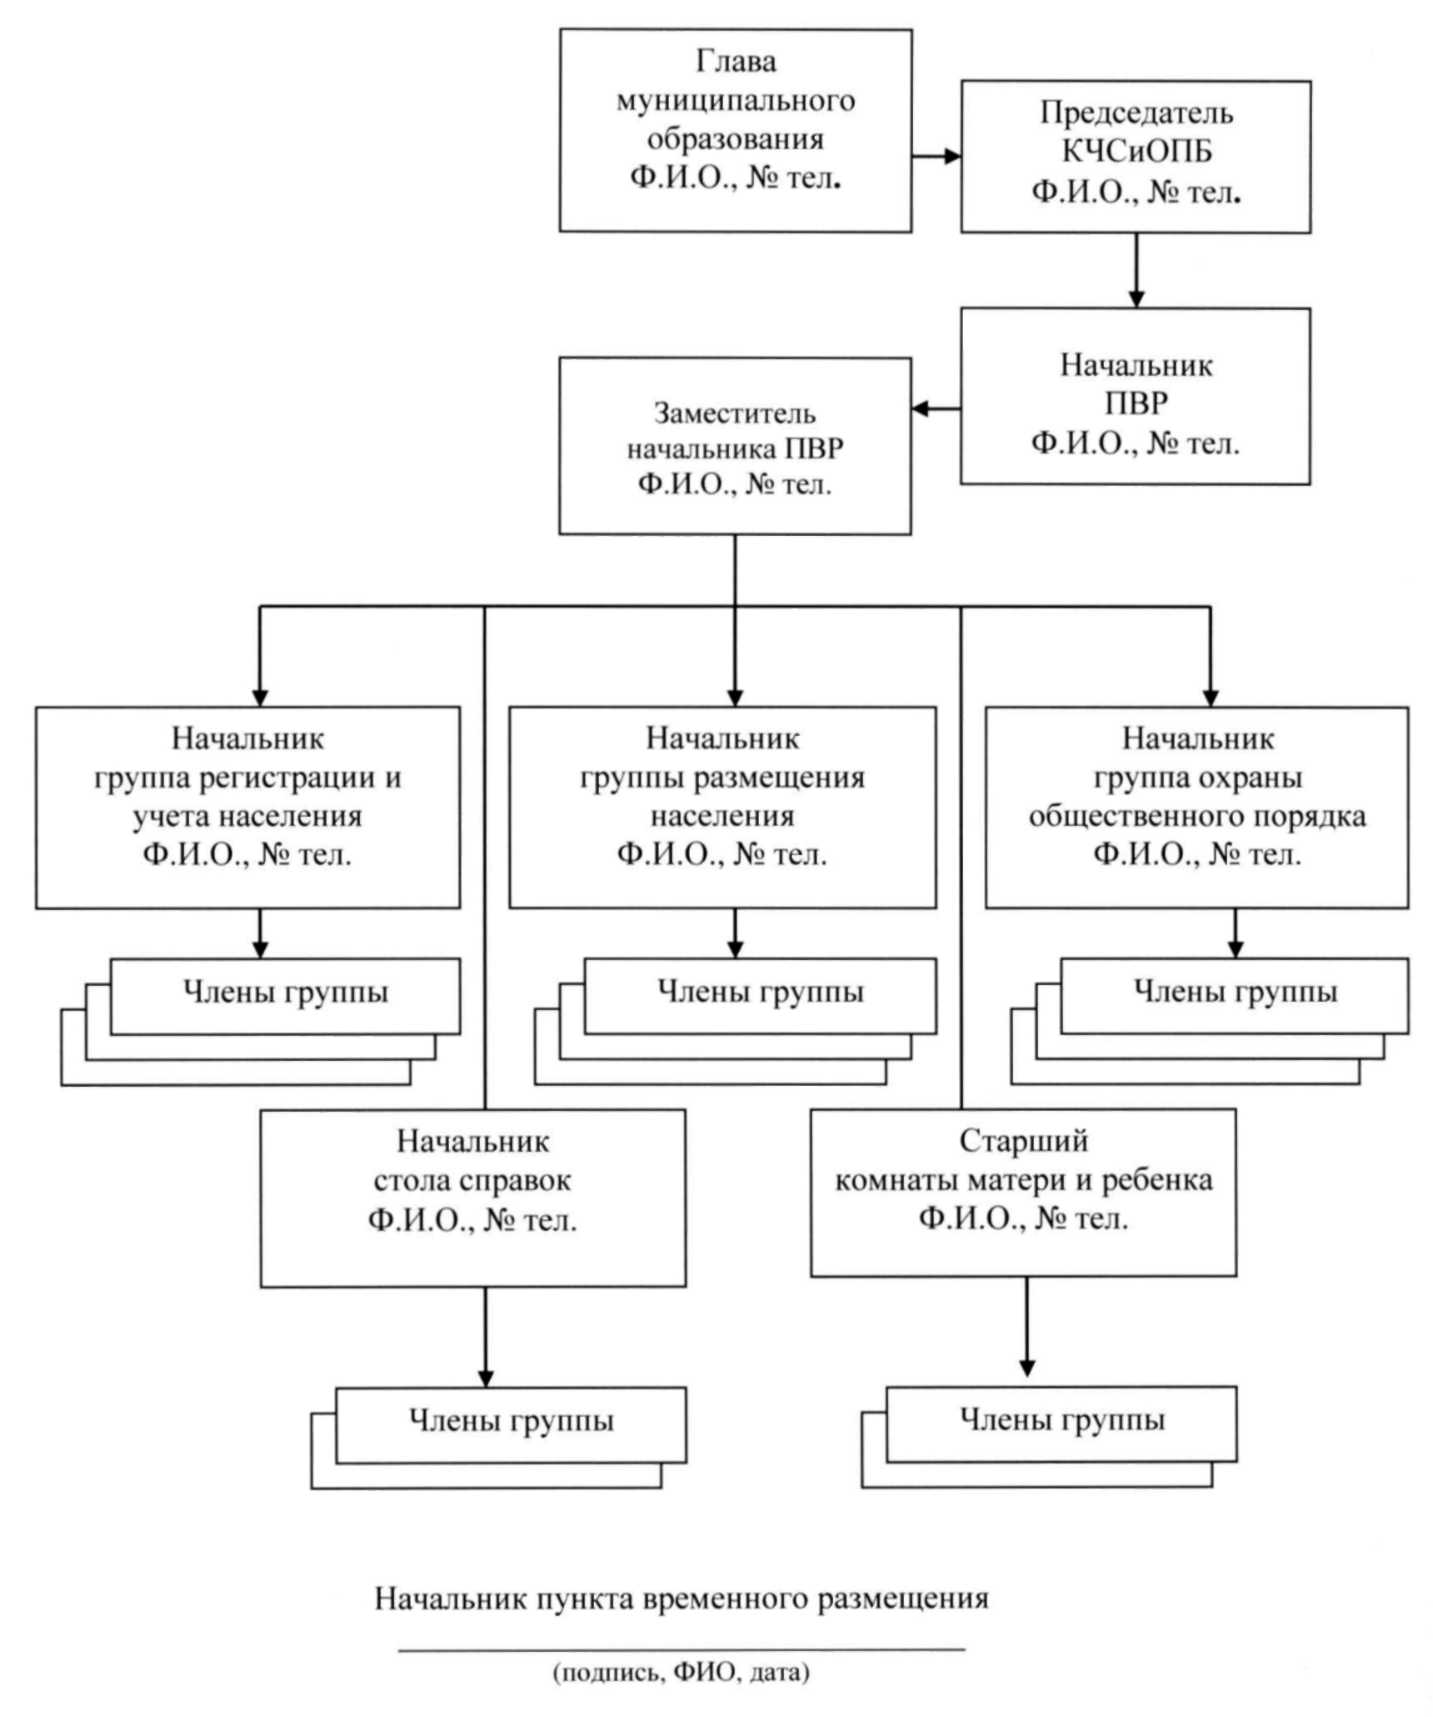 Глава
муниципального
образования
Ф.И.О., № тел.
Председатель
КЧСиОПБ
Ф.И.О., № тел.
Начальник
ПВР
Ф.И.О., № тел.
Заместитель
начальника ПВР
Ф.И.О., № тел.
Начальник
группа регистрации и
учета населения
Ф.И.О., № тел.
Начальник
группы размещения
населения
Ф.И.О., № тел.
Начальник
группа охраны
общественного порядка
Ф.И.О., № тел.
Члены группы
Члены группы
Члены группы
Начальник
стола справок
Ф.И.О., № тел.
Старший
комнаты матери и ребенка
Ф.И.О., № тел.
Члены группы
Члены группы
Начальник пункта временного размещения
(подпись, ФИО, дата)